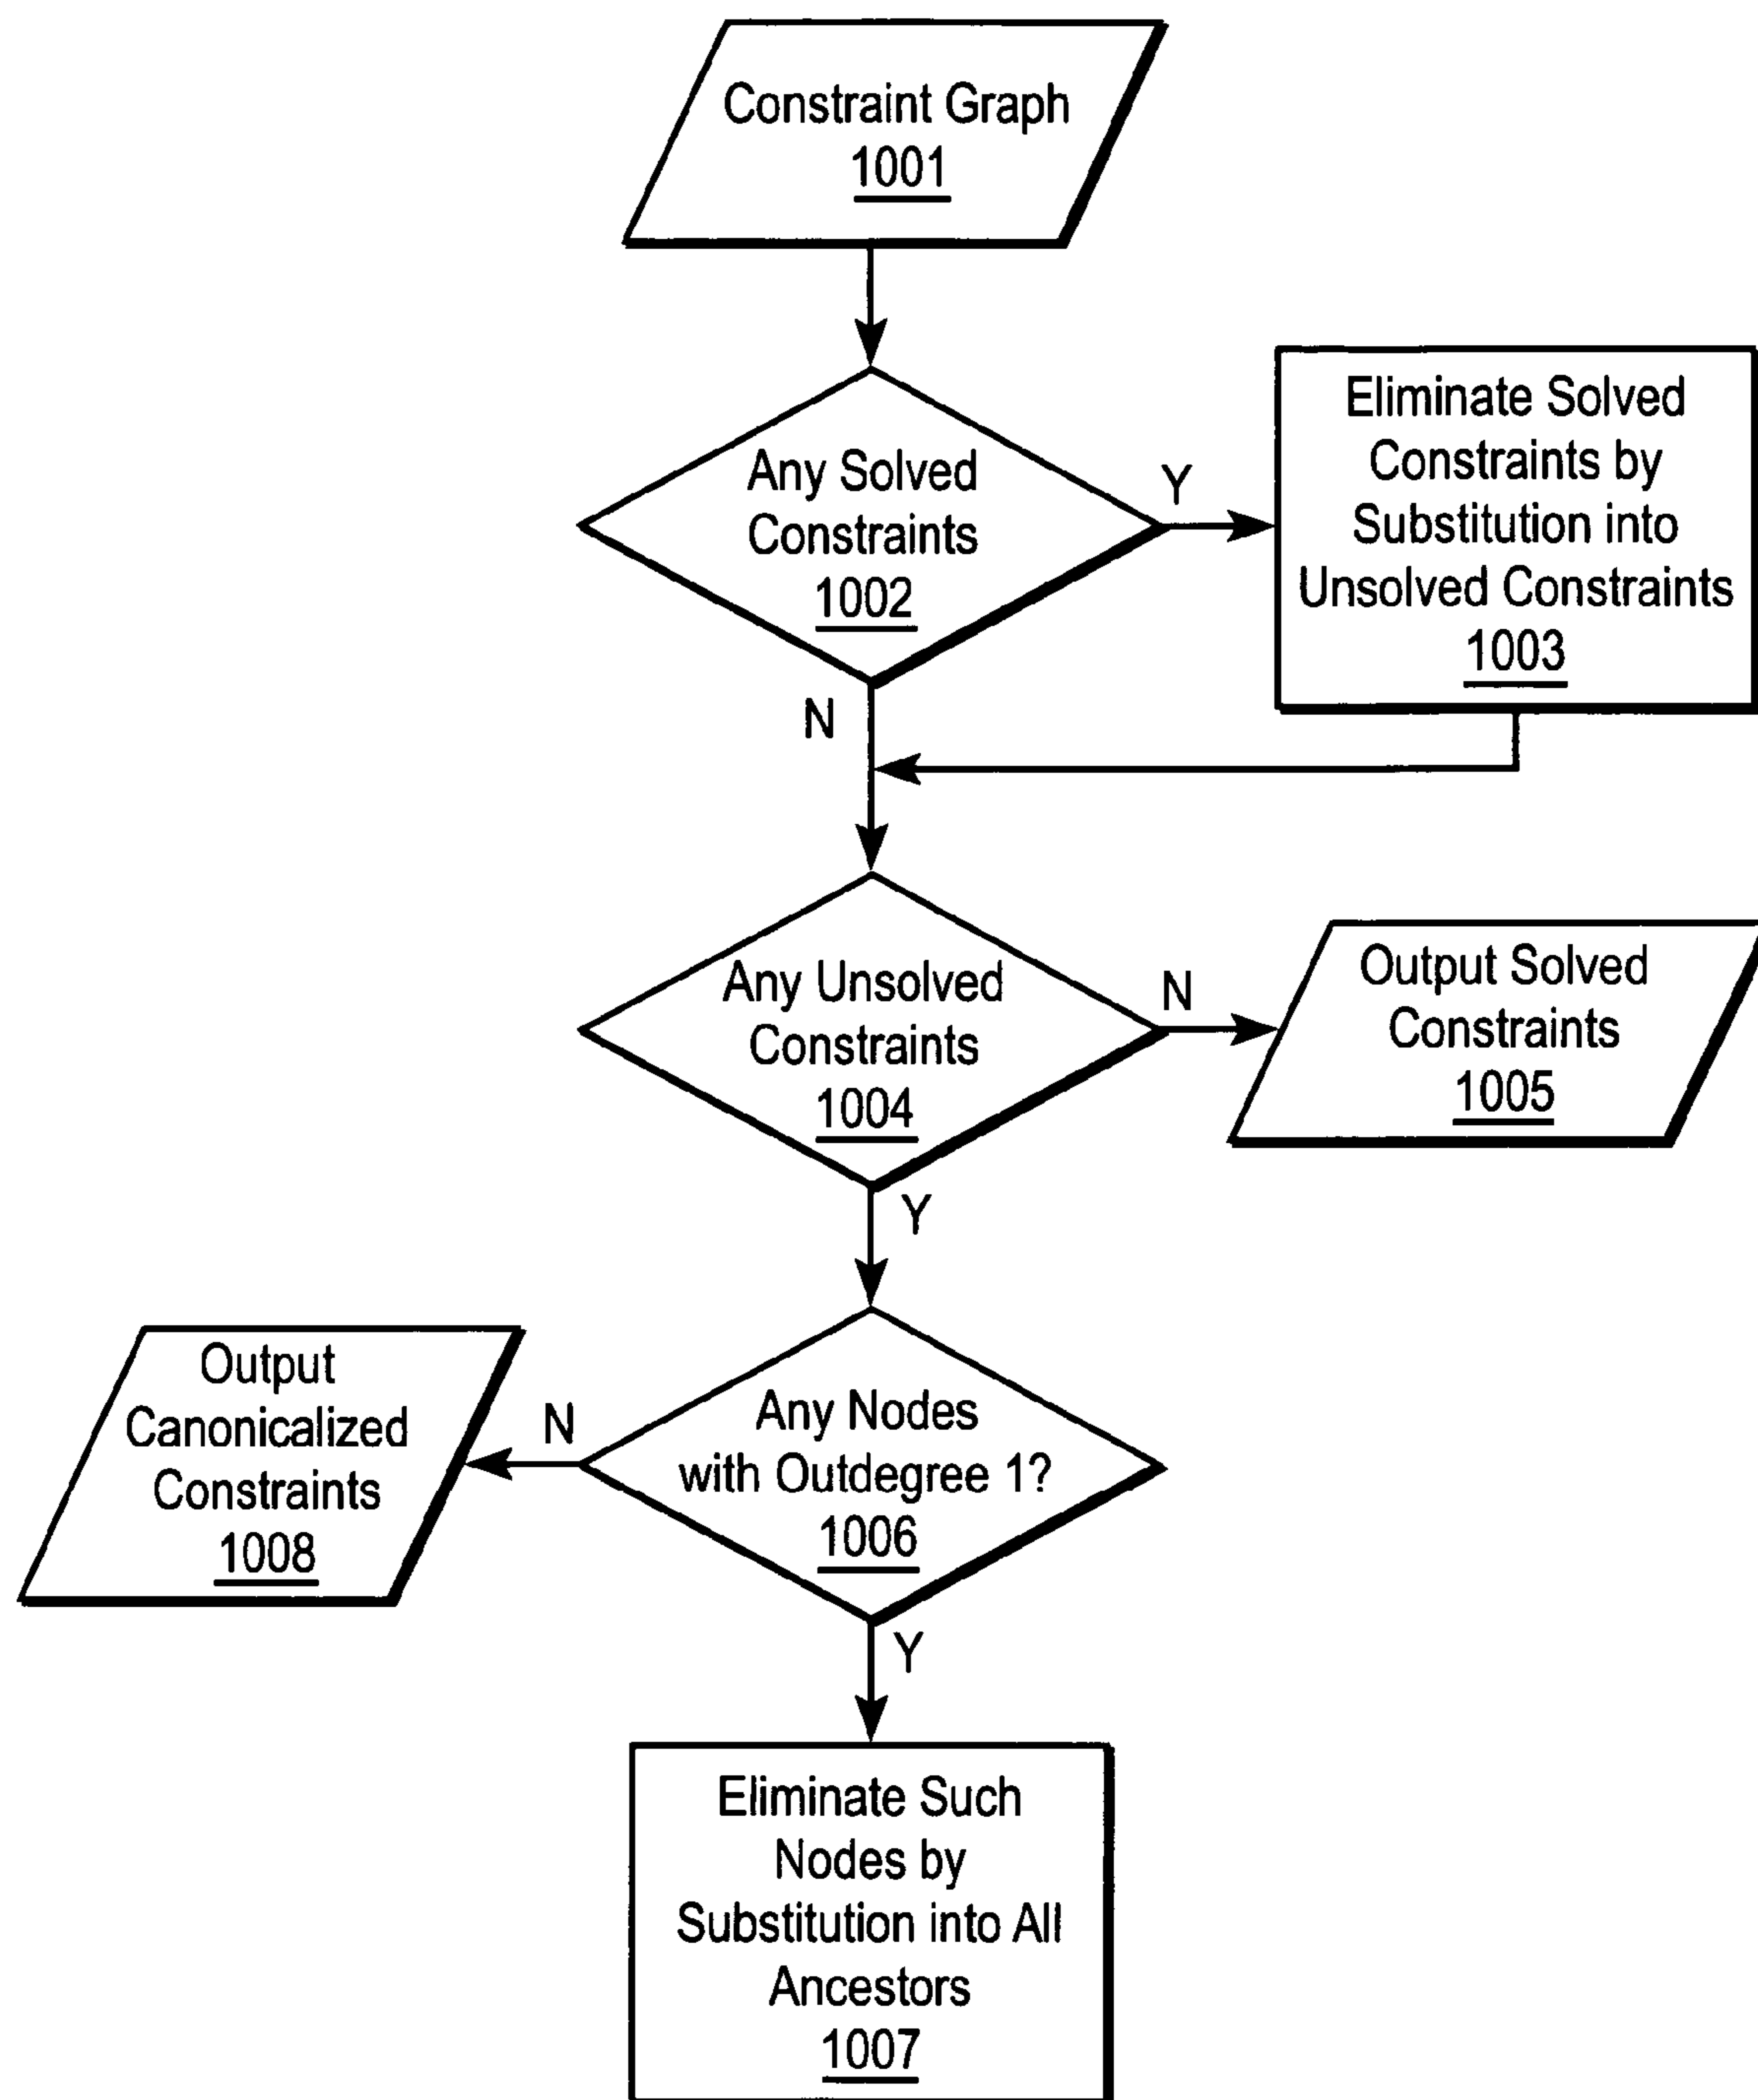 Constraint Graph
1001
Any Solved
Constraints
1002
Y
Eliminate Solved
Constraints by
Substitution into
Unsolved Constraints
1003
N
Any Unsolved
Constraints
1004
N
Output Solved
Constraints
1005
Y
Output
Canonicalized
Constraints
1008
N
Any Nodes
with Outdegree 1?
1006
Y
Eliminate Such
Nodes by
Substitution into All
Ancestors
1007